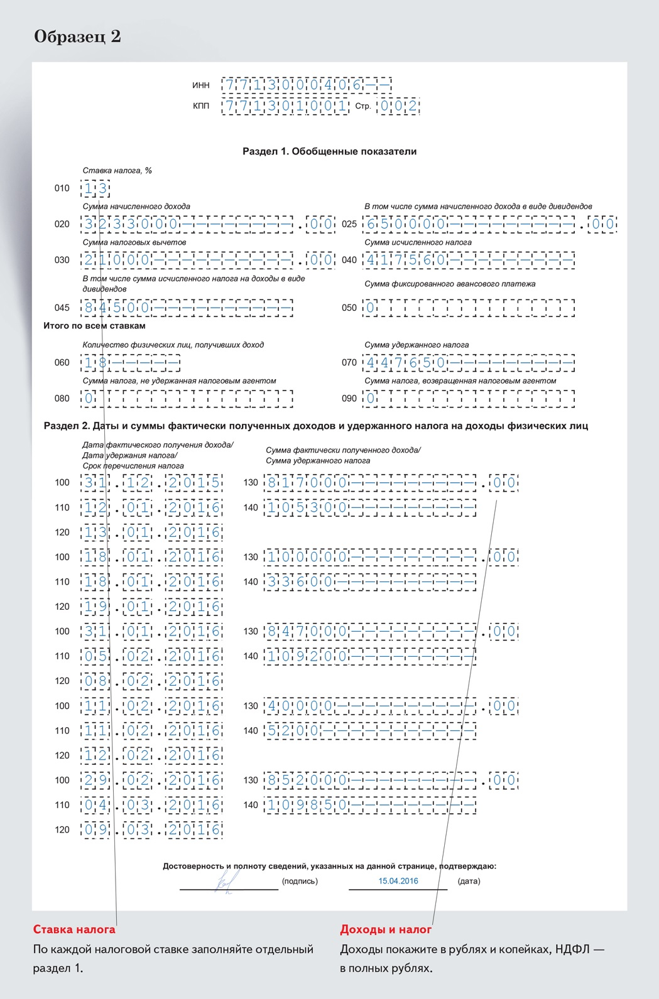 Образец 2
ИНН 7713000406——
КПП 771301001 Стр. 002
Раздел 1. Обобщенные показатели
Ставка налога, %
010 13
Сумма начисленного дохода В том числе сумма начисленного дохода в виде дивидендов
020 3233000————————.00 025 650000—————————.00
Сумма налоговых вычетов Сумма исчисленного налога
030 21000——————————.00 040 417560—————————
В том числе сумма исчисленного налога на доходы в виде
дивидендов
Сумма фиксированного авансового платежа
045 84500—————————— 050 0
Итого по всем ставкам
Количество физических лиц, получивших доход Сумма удержанного налога
060 18————— 070 447650—————————
Сумма налога, не удержанная налоговым агентом Сумма налога, возвращенная налоговым агентом
080 0 090 0
Раздел 2. Даты и суммы фактически полученных доходов и удержанного налога на доходы физических лиц
Дата фактического получения дохода/
Дата удержания налога/
Срок перечисления налога
Сумма фактически полученного дохода/
Сумма удержанного налога
100 31.12.2015 130 817000—————————.00
110 12.01.2016 140 105300—————————
120 13.01.2016
100 18.01.2016 130 100000—————————.00
110 18.01.2016 140 33600——————————
120 19.01.2016
100 31.01.2016 130 847000—————————.00
110 05.02.2016 140 109200—————————
120 08.02.2016
100 11.02.2016 130 40000——————————.00
110 11.02.2016 140 5200———————————
120 12.02.2016
100 29.02.2016 130 852000—————————.00
110 04.03.2016 140 109850—————————
120 09.03.2016
Достоверность и полноту сведений, указанных на данной странице, подтверждаю:
(подпись) 15.04.2016 (дата)
Ставка налога
По каждой налоговой ставке заполняйте отдельный
раздел 1.
Доходы и налог
Доходы покажите в рублях и копейках, НДФЛ —
в полных рублях.